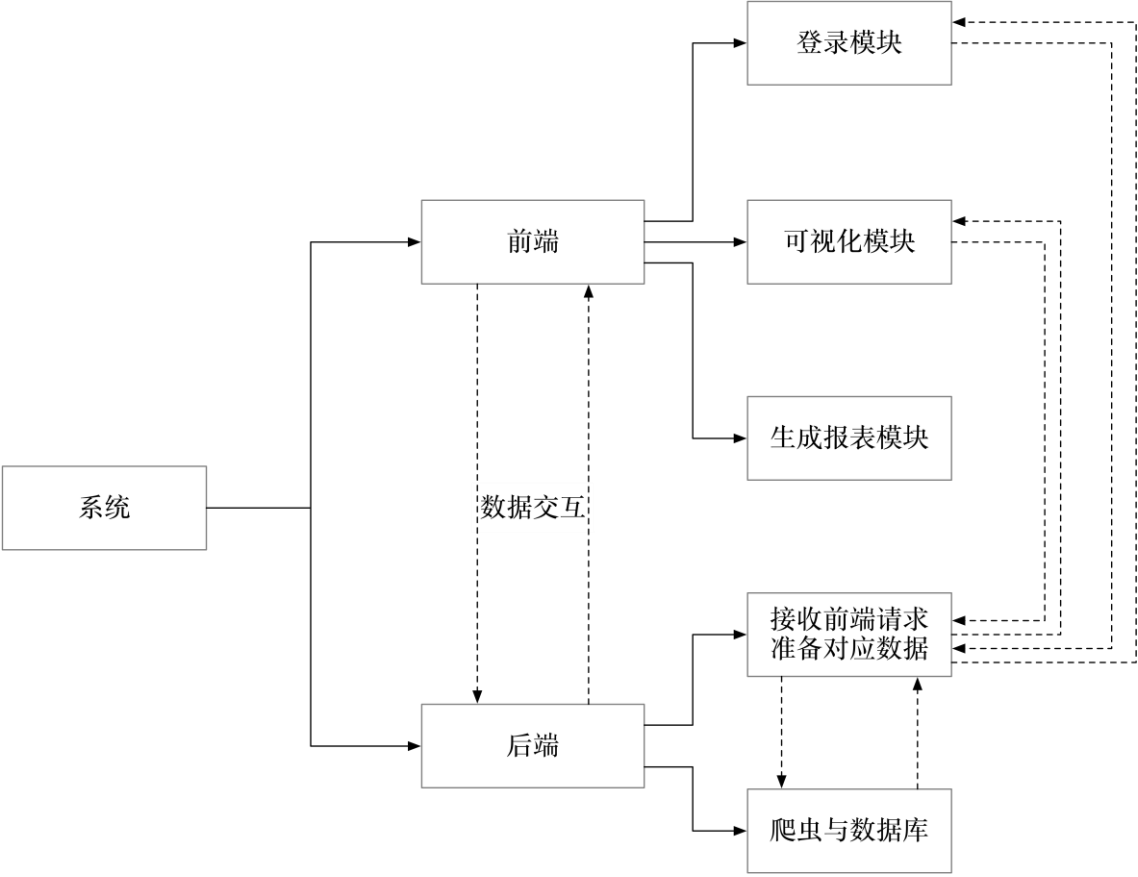 登录模块
前端
可视化模块
生成报表模块
系统
数据交互
接收前端请求
准备对应数据
后端
爬虫与数据库